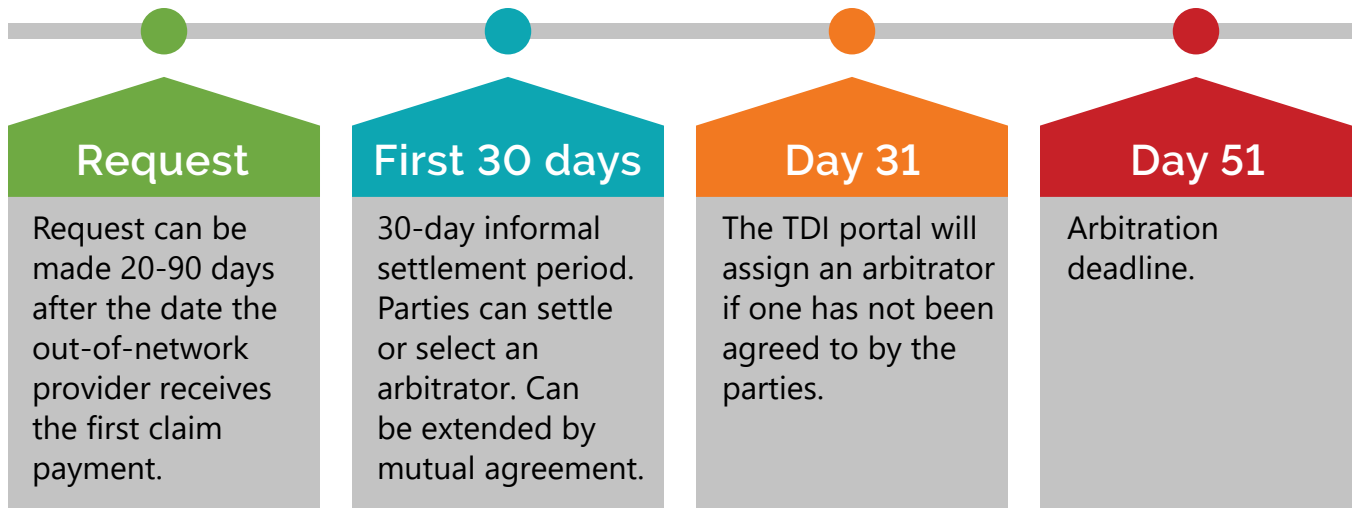 Request
Request can be
made 20-90 days
after the date the
out-of-network
provider receives
the first claim
payment.
First 30 days
30-day informal
settlement period.
Parties can settle
or select an
arbitrator. Can
be extended by
mutual agreement.
Day 31
The TDI portal will
assign an arbitrator
if one has not been
agreed to by the
parties.
Day 51
Arbitration
deadline.